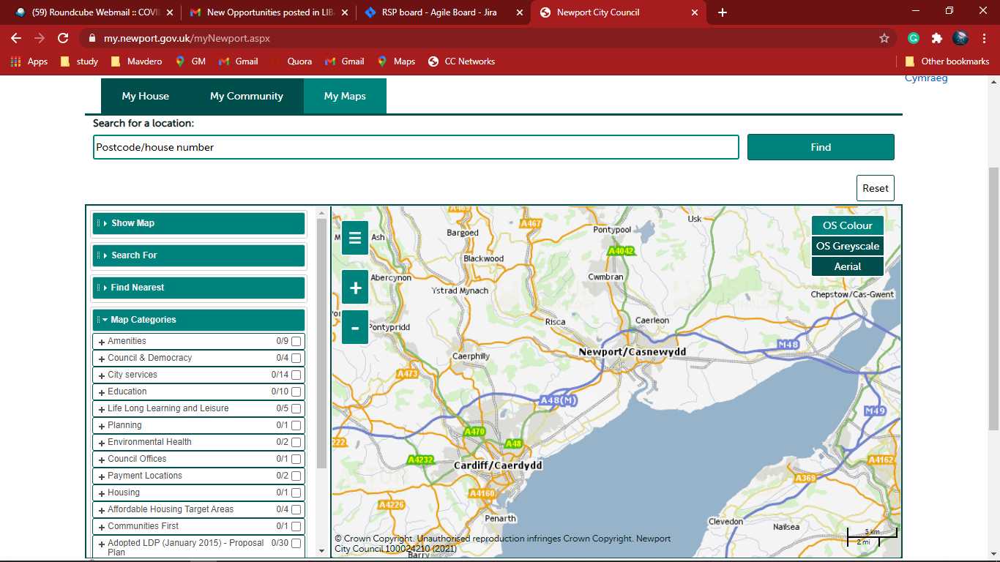 (59) Roundcube Webmail :: COVI
New Opportunities posted in LIB
RSP board - Agile Board - Jira
Newport City Council
my.newport.gov.uk/myNewport.aspx
Apps
study
Mavdero
GM
Gmail
Quora
Gmail
Maps
CC Networks
Other bookmarks
Cymraeg
My House
My Community
My Maps
Search for a location:
Postcode/house number
Find
Reset
Show Map
Search For
Find Nearest
Map Categories
Amenities 0/9
Council & Democracy 0/4
City services 0/14
Education 0/10
Life Long Learning and Leisure 0/5
Planning 0/1
Environmental Health 0/2
Council Offices 0/1
Payment Locations 0/2
Housing 0/1
Affordable Housing Target Areas 0/4
Communities First 0/1
Adopted LDP (January 2015) - Proposal 0/30
Plan
OS Colour
OS Greyscale
Aerial
A469
A467
Usk
Bargoed
Pontypool
Ash
Blackwood
A4042
Abercynon
Cwmbran
Ystrad Mynach
Chepstow/Cas-Gwent
Pontypridd
Risca
Caerleon
M48
Newport/Casnewydd
Caerphilly
A473
A48(M)
M49
A470
222
A48
A4232
Cardiff/Caerdydd
A4162
A369
A4160
A4226
Penarth
Clevedon
Nailsea
5 km
2 mi
© Crown Copyright. Unauthorised reproduction infringes Crown Copyright. Newport
City Council 100024210 (2021)
Barry